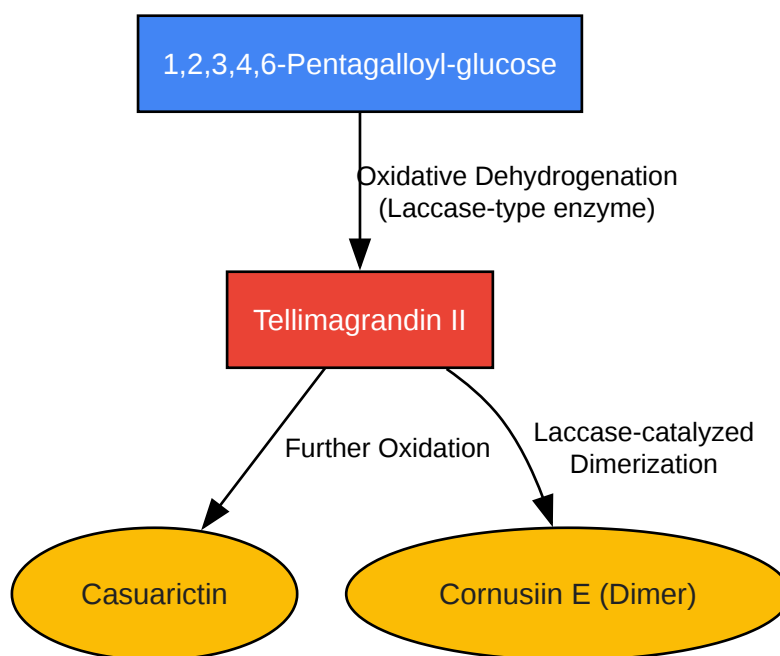 1,2,3,4,6-Pentagalloyl-glucose
Oxidative Dehydrogenation
(Laccase-type enzyme)
Tellimagrandin II
Further Oxidation
Laccase-catalyzed
Dimerization
Casuarictin
Cornusiin E (Dimer)